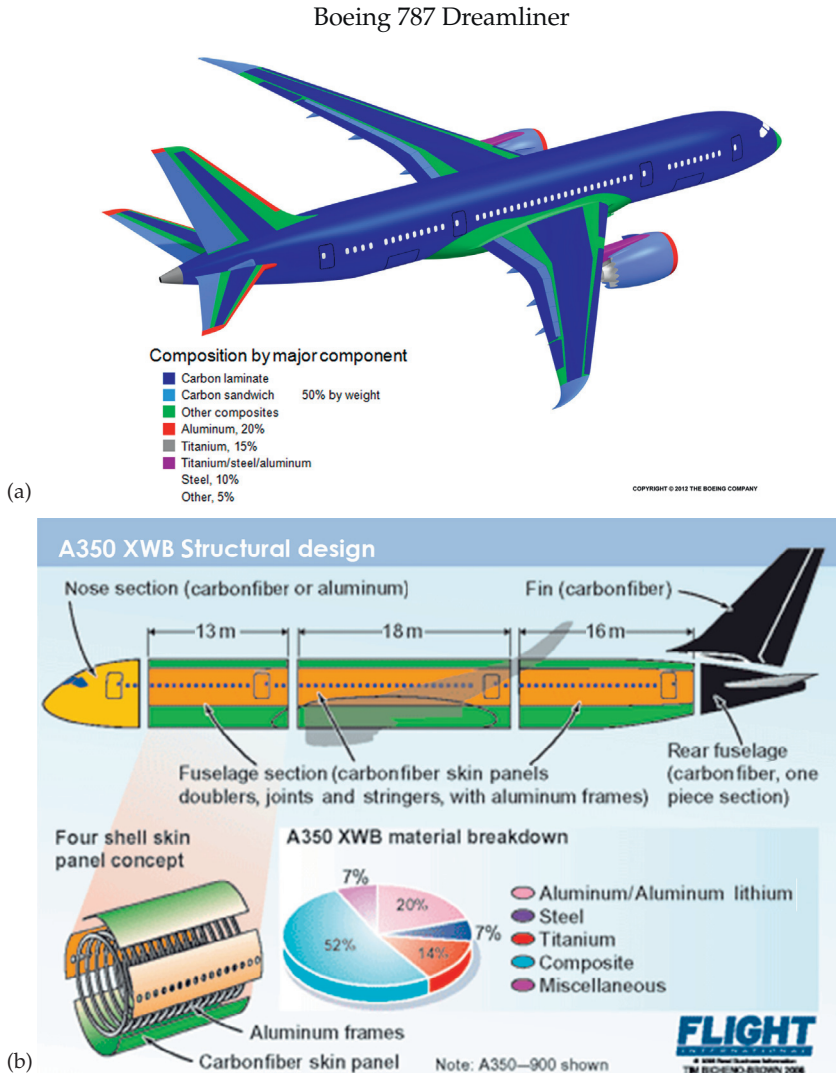 Boeing 787 Dreamliner
Composition by major component
Carbon laminate
Carbon sandwich 50% by weight
Other composites
Aluminum, 20%
Titanium, 15%
Titanium/steel/aluminum
Steel, 10%
Other, 5%
(a)
COPYRIGHT © 2012 THE BOEING COMPANY
A350 XWB Structural design
Nose section (carbonfiber or aluminum)
Fin (carbonfiber)
13 m
18 m
16 m
Fuselage section (carbonfiber skin panels
doublers, joints and stringers, with aluminum frames)
Rear fuselage
(carbonfiber, one
piece section)
Four shell skin
panel concept
A350 XWB material breakdown
7%
20%
7%
14%
52%
Aluminum/Aluminum lithium
Steel
Titanium
Composite
Miscellaneous
Aluminum frames
Carbonfiber skin panel
Note: A350—900 shown
FLIGHT
INTERNATIONAL
(b)